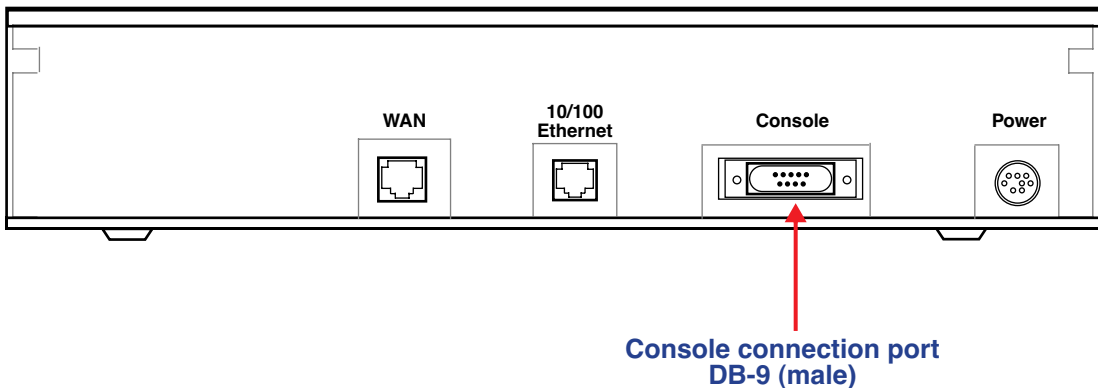 WAN
10/100
Ethernet
Console
Power
Console connection port
DB-9 (male)